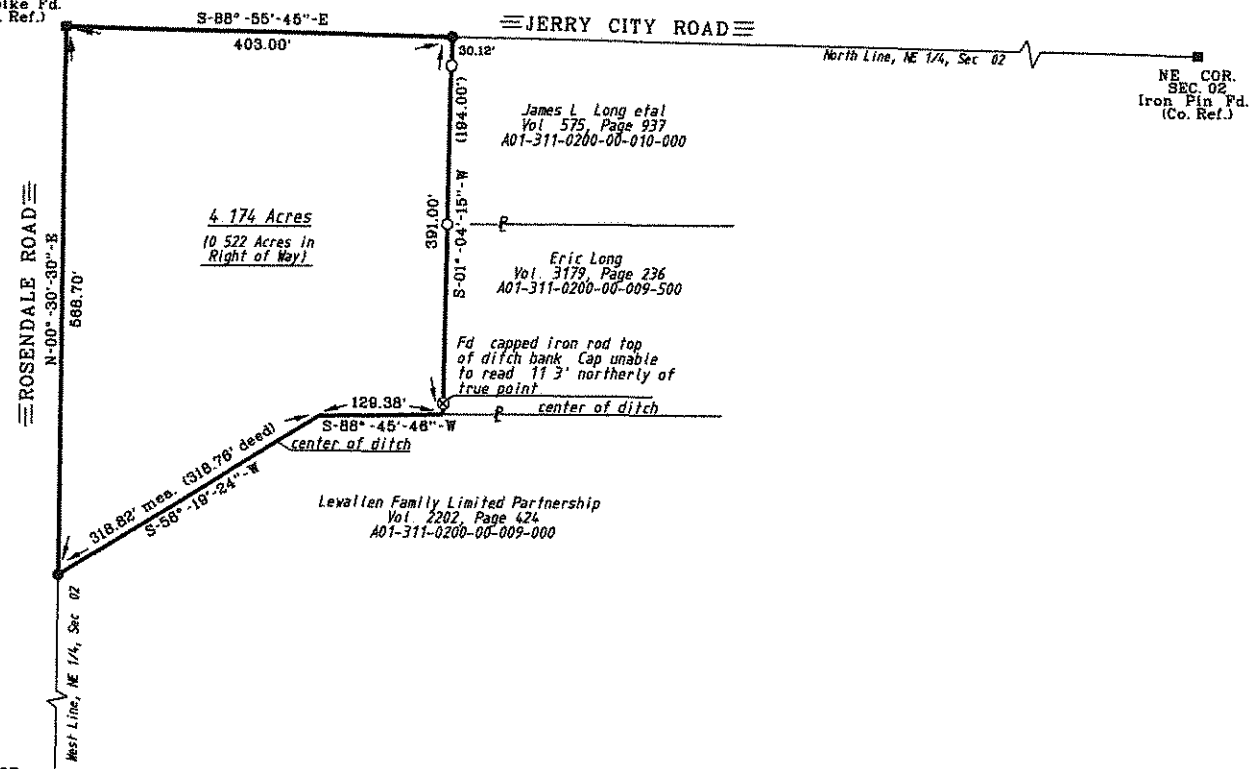 pike Fd.
. Ref.)
S-88°-55'-45"-E
403.00'
JERRY CITY ROAD
30.12'
North Line, NE 1/4, Sec 02
NE COR.
SEC. 02
Iron Pin Fd.
(Co. Ref.)
James L Long etal
Vol 575, Page 937
A01-311-0200-00-010-000
(194.00')
391.00'
S-01°-04'-15"-W
ROSENDALE ROAD
N-00°-30'-30"-E
568.70'
4.174 Acres
(0 522 Acres in
Right of Way)
Eric Long
Vol. 3179, Page 236
A01-311-0200-00-009-500
Fd capped iron rod top
of ditch bank Cap unable
to read 11 3' northerly of
true point
center of ditch
129.38'
S-88°-45'-46"-W
center of ditch
318.82' mea. (318.76' deed)
S-58°-19'-24"-W
Lewallen Family Limited Partnership
Vol. 2202, Page 424
A01-311-0200-00-009-000
West Line, NE 1/4, Sec 02